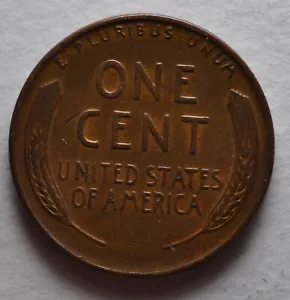 E · PLURIBUS · UNUM
ONE
CENT
UNITED STATES
OF AMERICA